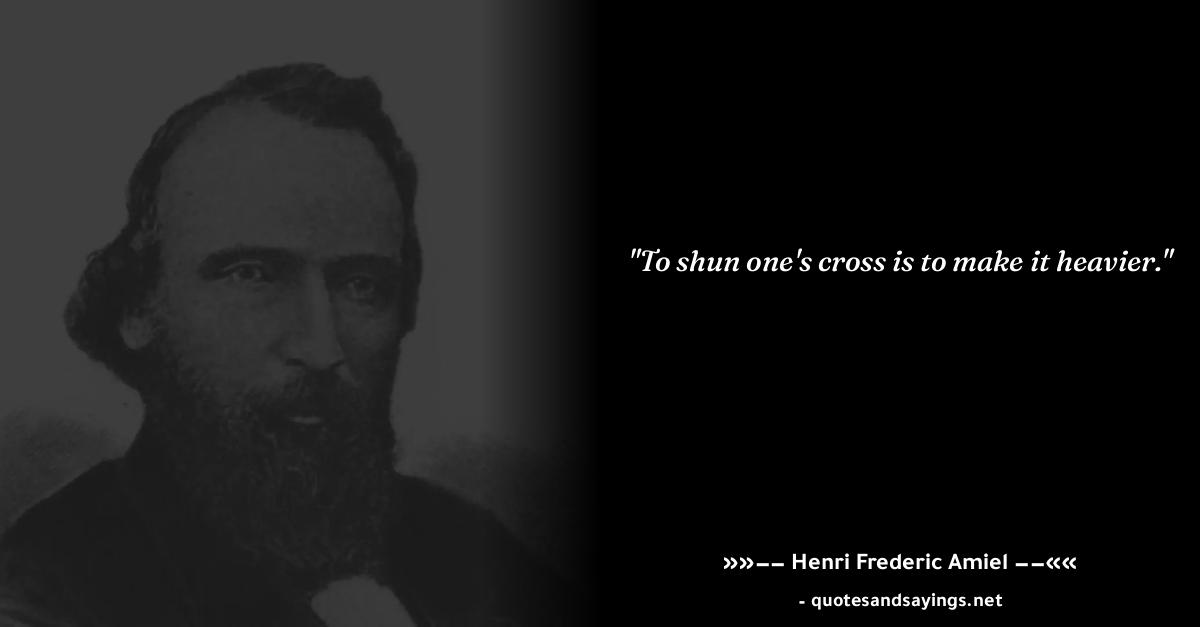 "To shun one's cross is to make it heavier."
»»–– Henri Frederic Amiel ––««
- quotesandsayings.net